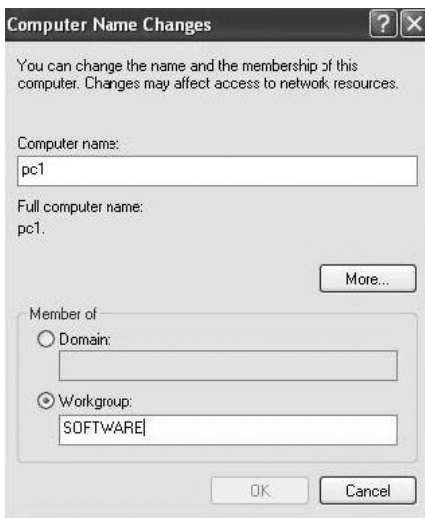 Computer Name Changes
You can change the name and the membership of this
computer. Changes may affect access to network resources.
Computer name:
pc1
Full computer name:
pc1.
More...
Member of
Domain:
Workgroup:
SOFTWARE
OK
Cancel